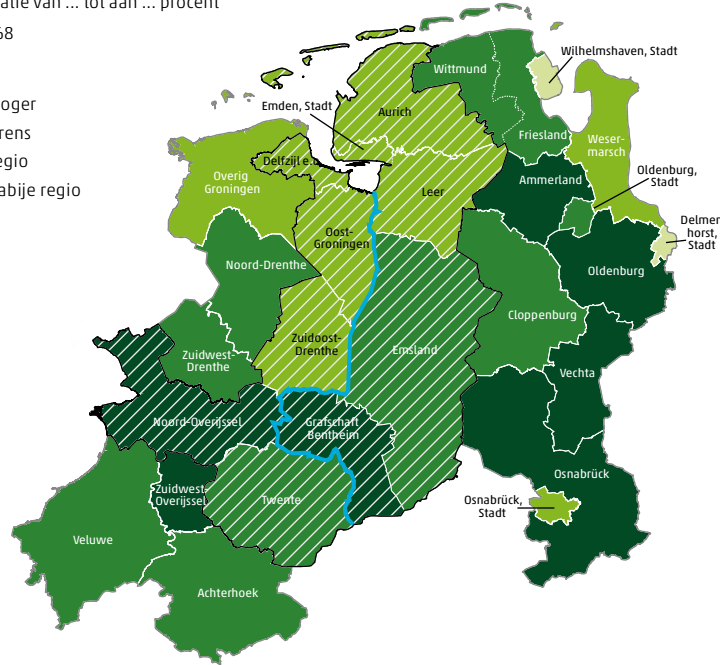 van ... tot aan ... procent
68
oger
rens
egio
abije regio
Wilhelmshaven, Stadt
Wittmund
Emden, Stadt
Aurich
Friesland
Weser-
marsch
Delfzijl e.o.
Overig
Groningen
Leer
Ammerland
Oldenburg,
Stadt
Delmen
horst,
Stadt
Oost-
Groningen
Noord-Drenthe
Oldenburg
Cloppenburg
Zuidoost-
Drenthe
Emsland
Zuidwest-
Drenthe
Vechta
Noord-Overijssel
Grafschaft
Bentheim
Osnabrück
Zuidwest-
Overijssel
Twente
Osnabrück,
Stadt
Veluwe
Achterhoek